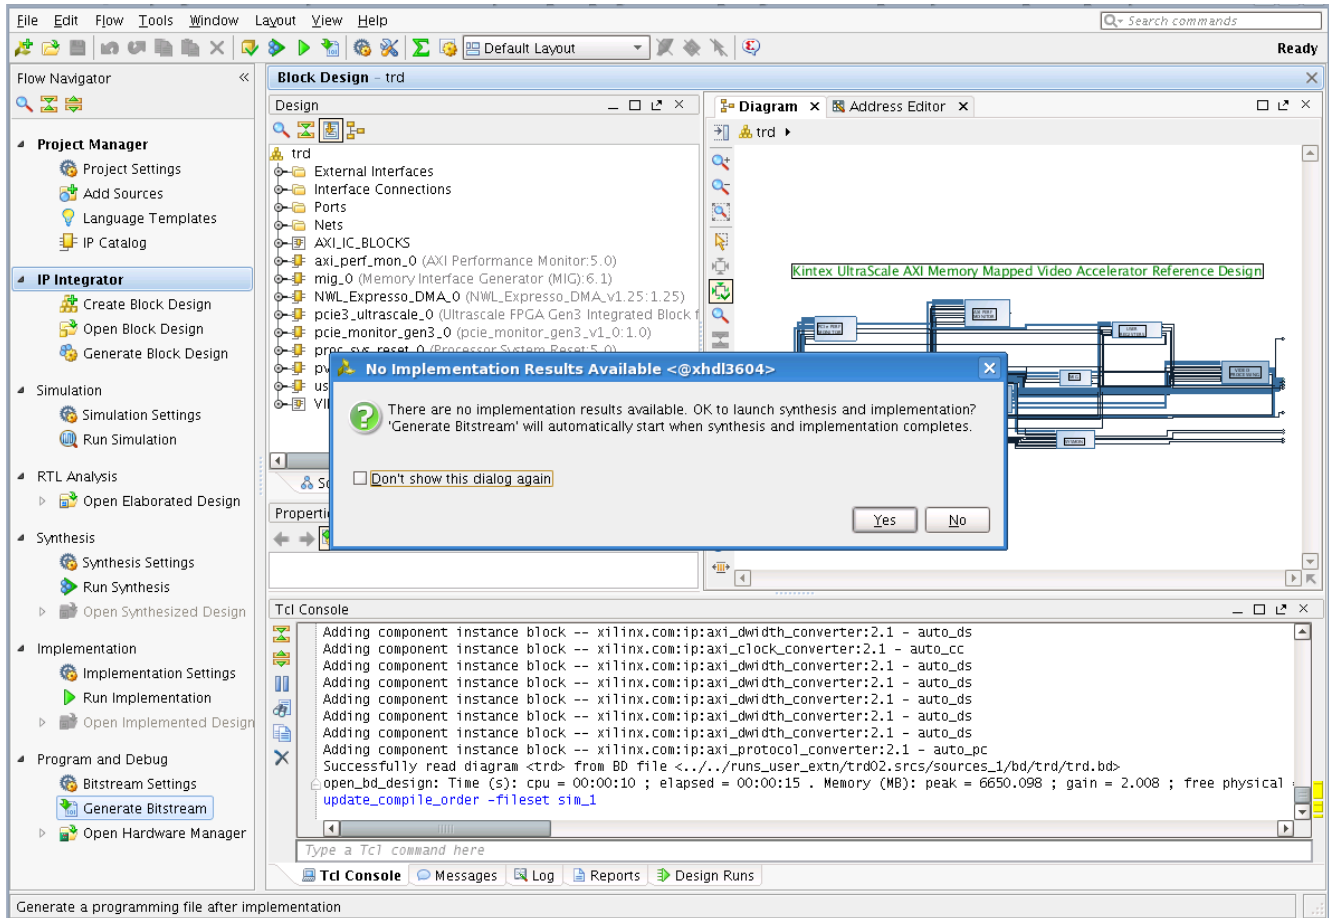 File Edit Flow Tools Window Layout View Help
Search commands
Default Layout
Ready
Flow Navigator
Block Design - trd
Design
Diagram
Address Editor
trd
Project Manager
Project Settings
Add Sources
Language Templates
IP Catalog
IP Integrator
Create Block Design
Open Block Design
Generate Block Design
Simulation
Simulation Settings
Run Simulation
RTL Analysis
Open Elaborated Design
Synthesis
Synthesis Settings
Run Synthesis
Open Synthesized Design
Implementation
Implementation Settings
Run Implementation
Open Implemented Design
Program and Debug
Bitstream Settings
Generate Bitstream
Open Hardware Manager
trd
External Interfaces
Interface Connections
Ports
Nets
AXI_IC_BLOCKS
axi_perf_mon_0 (AXI Performance Monitor:5.0)
mig_0 (Memory Interface Generator (MIG):6.1)
NWL_Expresso_DMA_0 (NWL_Expresso_DMA_v1.25:1.25)
pcie3_ultrascale_0 (Ultrascale FPGA Gen3 Integrated Block f
pcie_monitor_gen3_0 (pcie_monitor_gen3_v1_0:1.0)
proc_sys_reset_0 (Processor System Reset:5.0)
pv
us
VI
Kintex UltraScale AXI Memory Mapped Video Accelerator Reference Design
No Implementation Results Available <@xhdl3604>
There are no implementation results available. OK to launch synthesis and implementation?
'Generate Bitstream' will automatically start when synthesis and implementation completes.
Don't show this dialog again
Yes
No
So
Properti
Tcl Console
Adding component instance block -- xilinx.com:ip:axi_dwidth_converter:2.1 - auto_ds
Adding component instance block -- xilinx.com:ip:axi_clock_converter:2.1 - auto_cc
Adding component instance block -- xilinx.com:ip:axi_dwidth_converter:2.1 - auto_ds
Adding component instance block -- xilinx.com:ip:axi_dwidth_converter:2.1 - auto_ds
Adding component instance block -- xilinx.com:ip:axi_dwidth_converter:2.1 - auto_ds
Adding component instance block -- xilinx.com:ip:axi_dwidth_converter:2.1 - auto_ds
Adding component instance block -- xilinx.com:ip:axi_dwidth_converter:2.1 - auto_ds
Adding component instance block -- xilinx.com:ip:axi_protocol_converter:2.1 - auto_pc
Successfully read diagram <trd> from BD file <../../runs_user_extn/trd02.srcs/sources_1/bd/trd/trd.bd>
open_bd_design: Time (s): cpu = 00:00:10 ; elapsed = 00:00:15 . Memory (MB): peak = 6650.098 ; gain = 2.008 ; free physical
update_compile_order -fileset sim_1
Type a Tcl command here
Tcl Console Messages Log Reports Design Runs
Generate a programming file after implementation